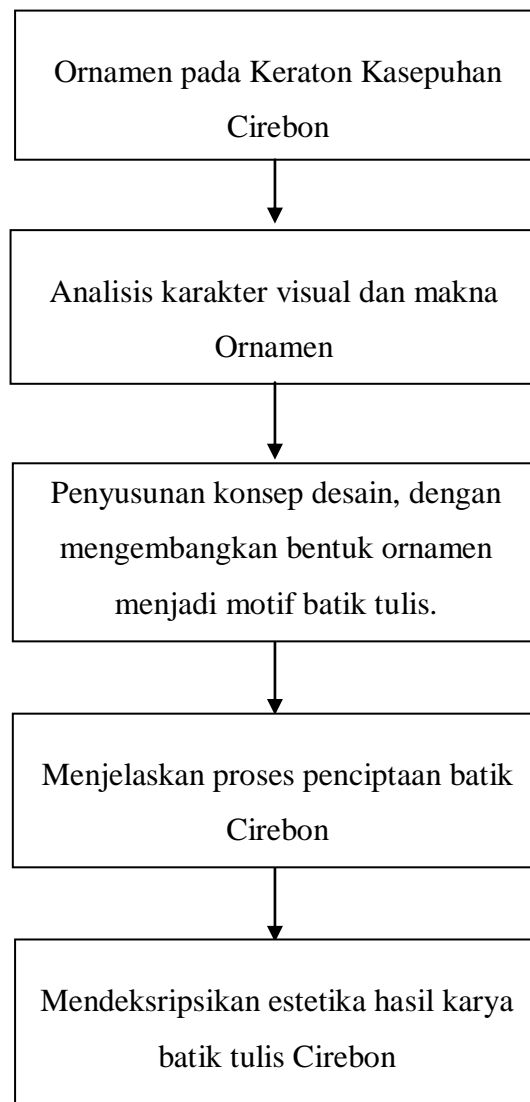 Ornamen pada Keraton Kasepuhan
Cirebon
Analisis karakter visual dan makna
Ornamen
Penyusunan konsep desain, dengan
mengembangkan bentuk ornamen
menjadi motif batik tulis.
Menjelaskan proses penciptaan batik
Cirebon
Mendeksripsikan estetika hasil karya
batik tulis Cirebon